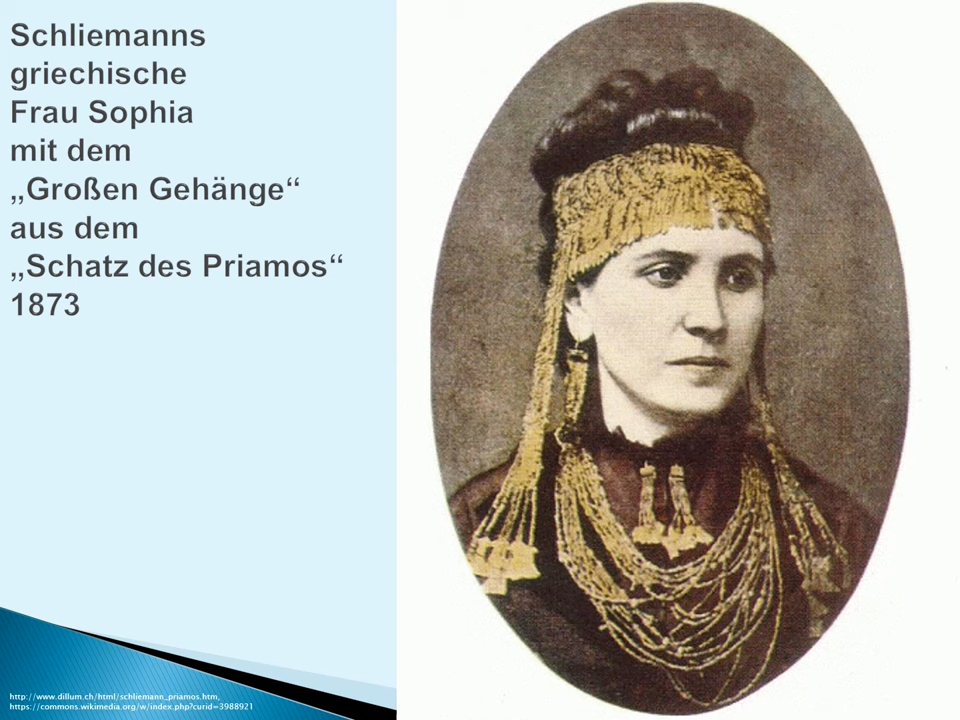 Schliemanns
griechische
Frau Sophia
mit dem
„Großen Gehänge“
aus dem
„Schatz des Priamos“
1873
http://www.dillum.ch/html/schliemann_priamos.htm,
https://commons.wikimedia.org/w/index.php?curid=3988921